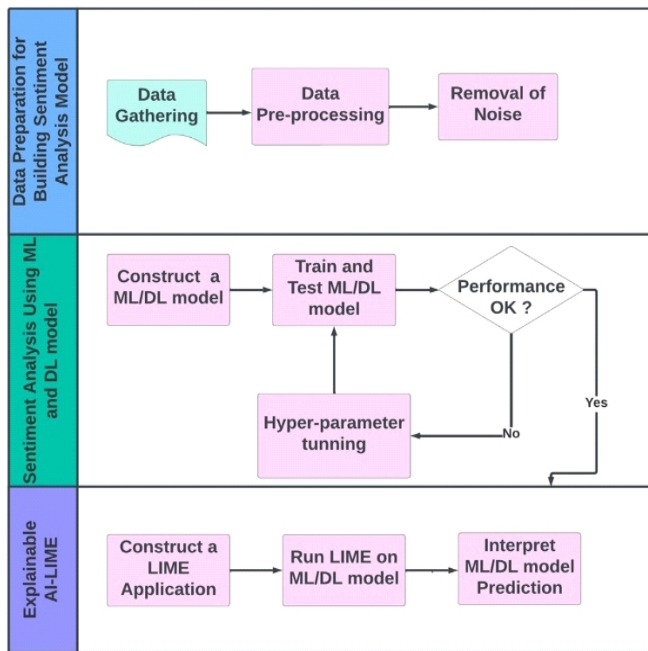 Data Preparation for
Building Sentiment
Analysis Model
Data
Gathering
Data
Pre-processing
Removal of
Noise
Sentiment Analysis Using ML
and DL model
Construct a
ML/DL model
Train and
Test ML/DL
model
Performance
OK ?
Yes
Hyper-parameter
tunning
No
Explainable
AI-LIME
Construct a
LIME
Application
Run LIME on
ML/DL model
Interpret
ML/DL model
Prediction